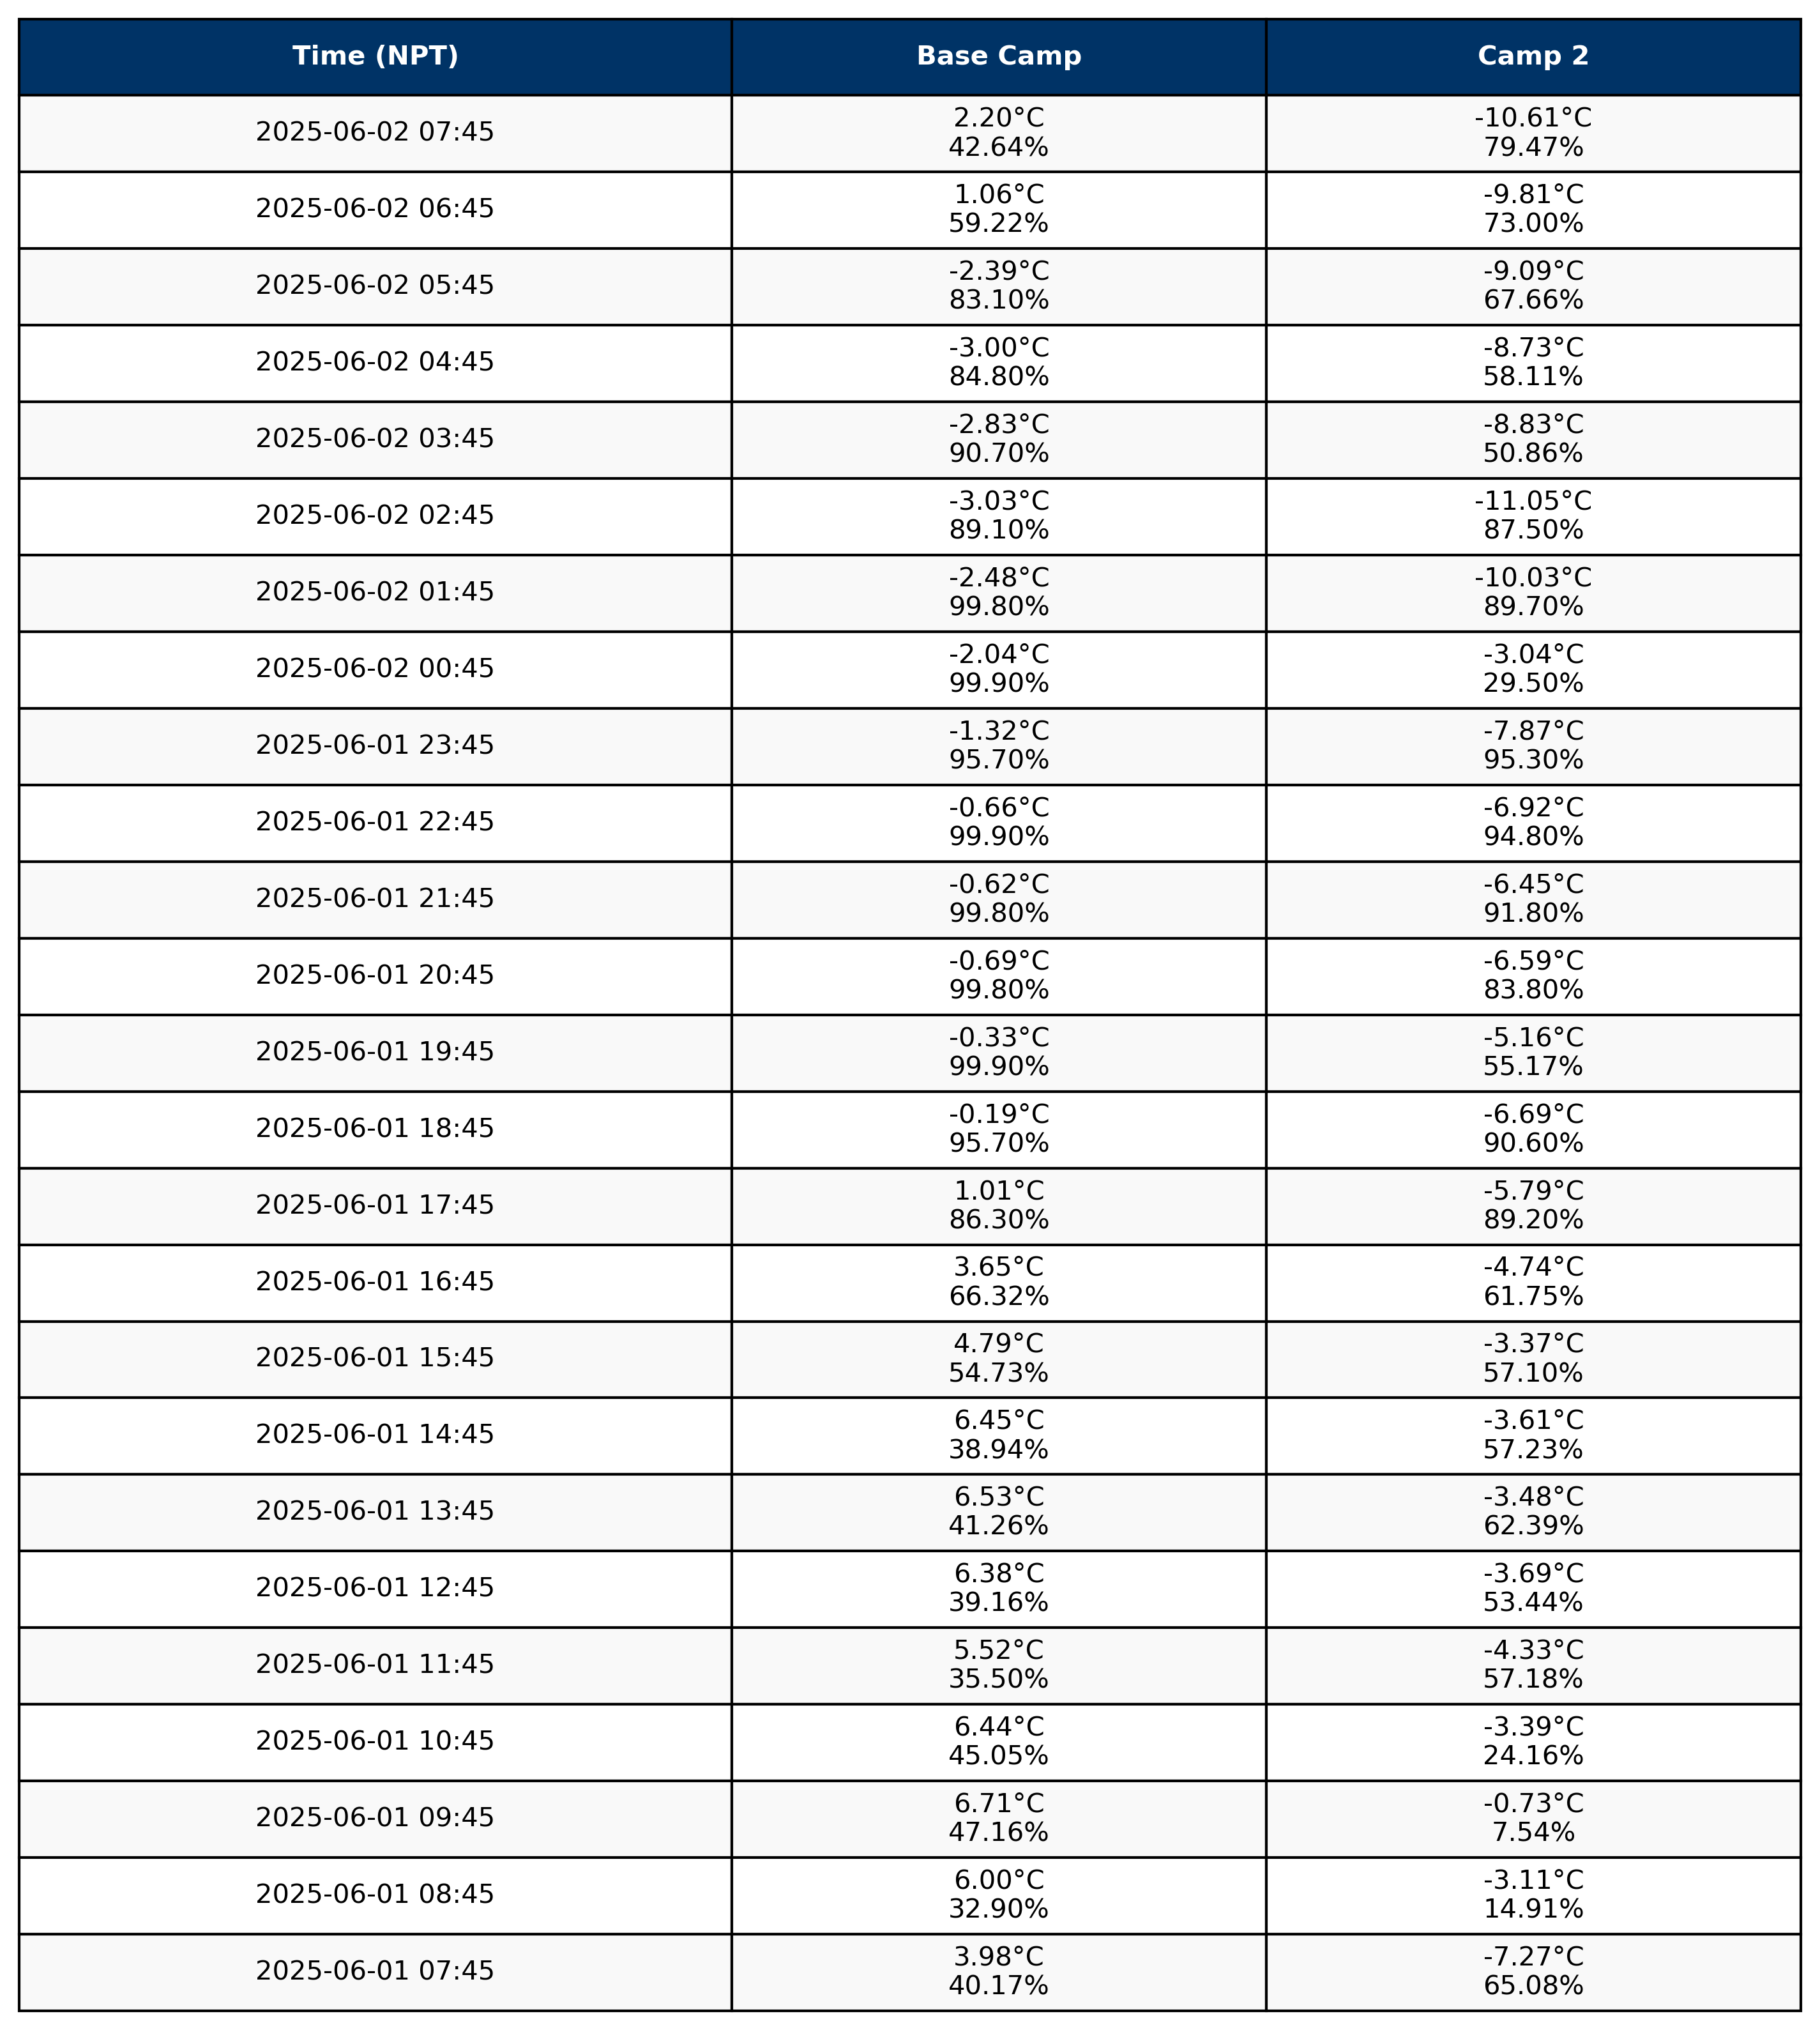 Time (NPT) Base Camp Camp 2
2025-06-02 07:45 2.20°C -10.61°C
42.64% 79.47%
2025-06-02 06:45 1.06°C -9.81°C
59.22% 73.00%
2025-06-02 05:45 -2.39°C -9.09°C
83.10% 67.66%
2025-06-02 04:45 -3.00°C -8.73°C
84.80% 58.11%
2025-06-02 03:45 -2.83°C -8.83°C
90.70% 50.86%
2025-06-02 02:45 -3.03°C -11.05°C
89.10% 87.50%
2025-06-02 01:45 -2.48°C -10.03°C
99.80% 89.70%
2025-06-02 00:45 -2.04°C -3.04°C
99.90% 29.50%
2025-06-01 23:45 -1.32°C -7.87°C
95.70% 95.30%
2025-06-01 22:45 -0.66°C -6.92°C
99.90% 94.80%
2025-06-01 21:45 -0.62°C -6.45°C
99.80% 91.80%
2025-06-01 20:45 -0.69°C -6.59°C
99.80% 83.80%
2025-06-01 19:45 -0.33°C -5.16°C
99.90% 55.17%
2025-06-01 18:45 -0.19°C -6.69°C
95.70% 90.60%
2025-06-01 17:45 1.01°C -5.79°C
86.30% 89.20%
2025-06-01 16:45 3.65°C -4.74°C
66.32% 61.75%
2025-06-01 15:45 4.79°C -3.37°C
54.73% 57.10%
2025-06-01 14:45 6.45°C -3.61°C
38.94% 57.23%
2025-06-01 13:45 6.53°C -3.48°C
41.26% 62.39%
2025-06-01 12:45 6.38°C -3.69°C
39.16% 53.44%
2025-06-01 11:45 5.52°C -4.33°C
35.50% 57.18%
2025-06-01 10:45 6.44°C -3.39°C
45.05% 24.16%
2025-06-01 09:45 6.71°C -0.73°C
47.16% 7.54%
2025-06-01 08:45 6.00°C -3.11°C
32.90% 14.91%
2025-06-01 07:45 3.98°C -7.27°C
40.17% 65.08%